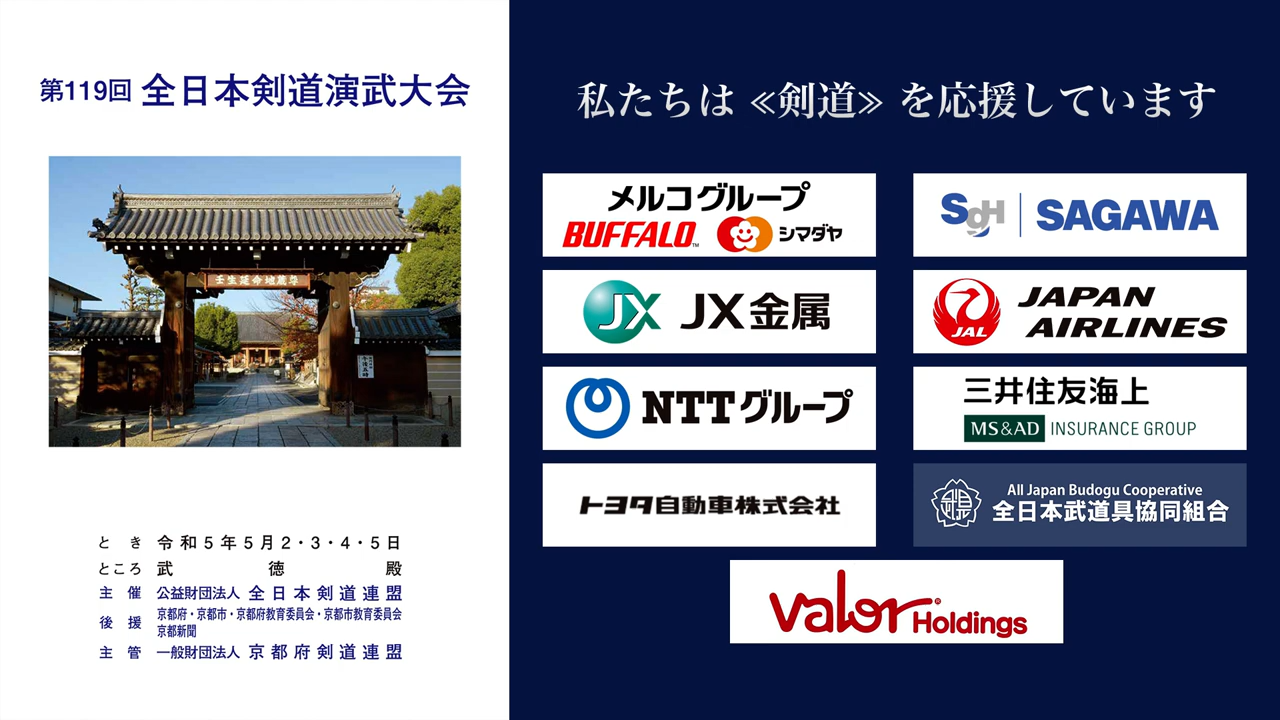 第119回 全日本剣道演武大会
壬生延命地蔵尊
とき 令和5年5月2・3・4・5日
ところ 武徳殿
主催 公益財団法人 全日本剣道連盟
後援 京都府・京都市・京都府教育委員会・京都市教育委員会
京都新聞
主管 一般財団法人 京都府剣道連盟
私たちは ≪剣道≫ を応援しています
メルコグループ
BUFFALO™ シマダヤ
SGH SAGAWA
JX JX金属
JAL JAPAN
AIRLINES
NTTグループ
三井住友海上
MS&AD INSURANCE GROUP
トヨタ自動車株式会社
All Japan Budogu Cooperative
全日本武道具協同組合
valor® Holdings